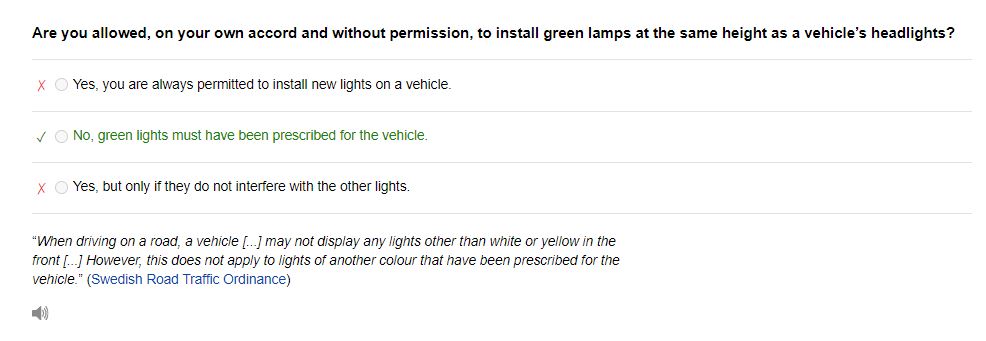 Are you allowed, on your own accord and without permission, to install green lamps at the same height as a vehicle’s headlights?
✗ Yes, you are always permitted to install new lights on a vehicle.
✓ No, green lights must have been prescribed for the vehicle.
✗ Yes, but only if they do not interfere with the other lights.
“When driving on a road, a vehicle [...] may not display any lights other than white or yellow in the
front [...] However, this does not apply to lights of another colour that have been prescribed for the
vehicle.” (Swedish Road Traffic Ordinance)